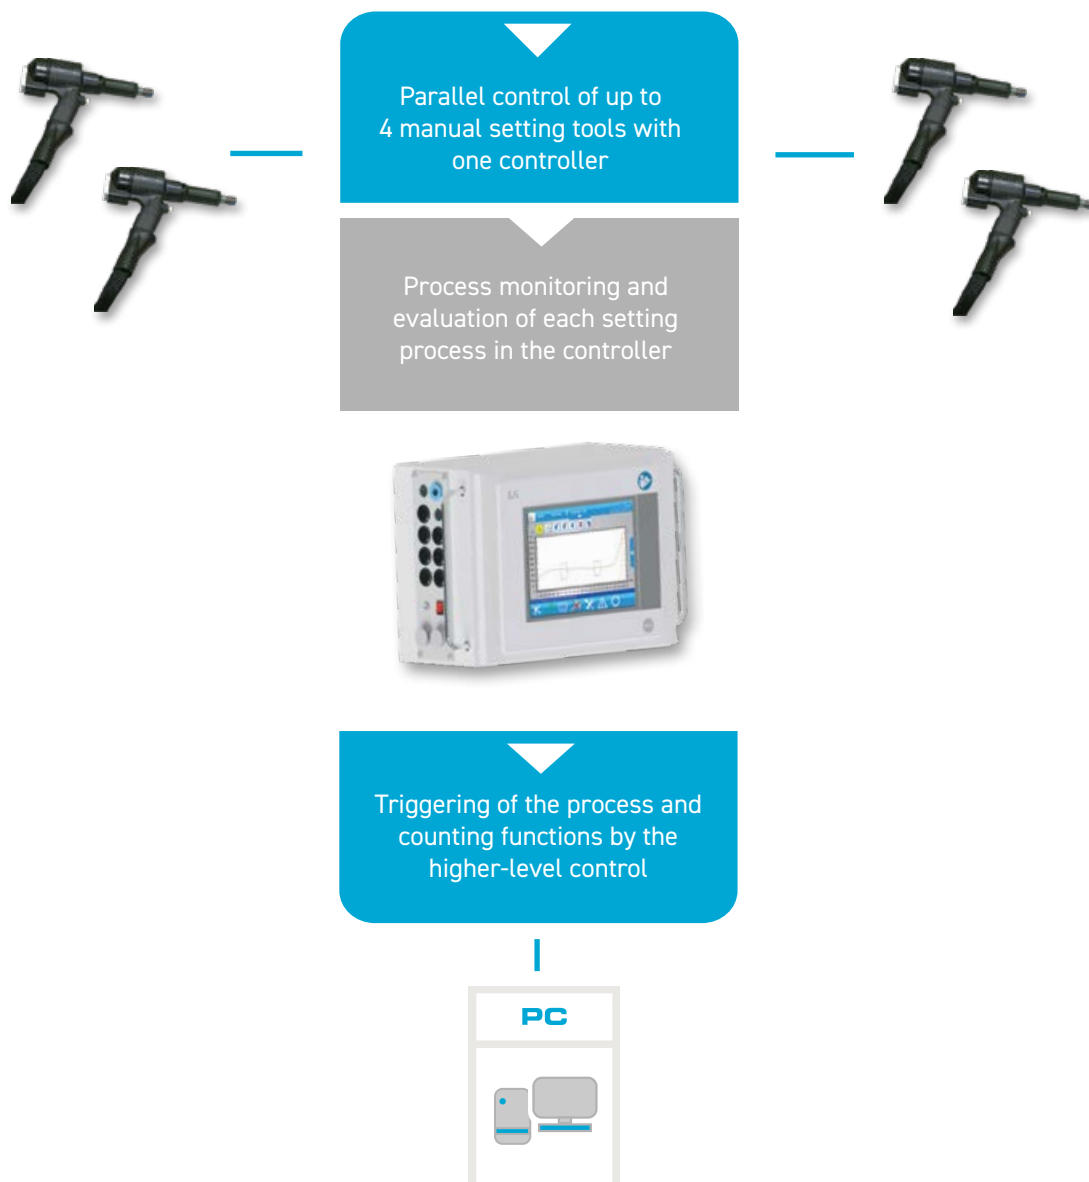 Parallel control of up to
4 manual setting tools with
one controller
Process monitoring and
evaluation of each setting
process in the controller
Triggering of the process and
counting functions by the
higher-level control
PC